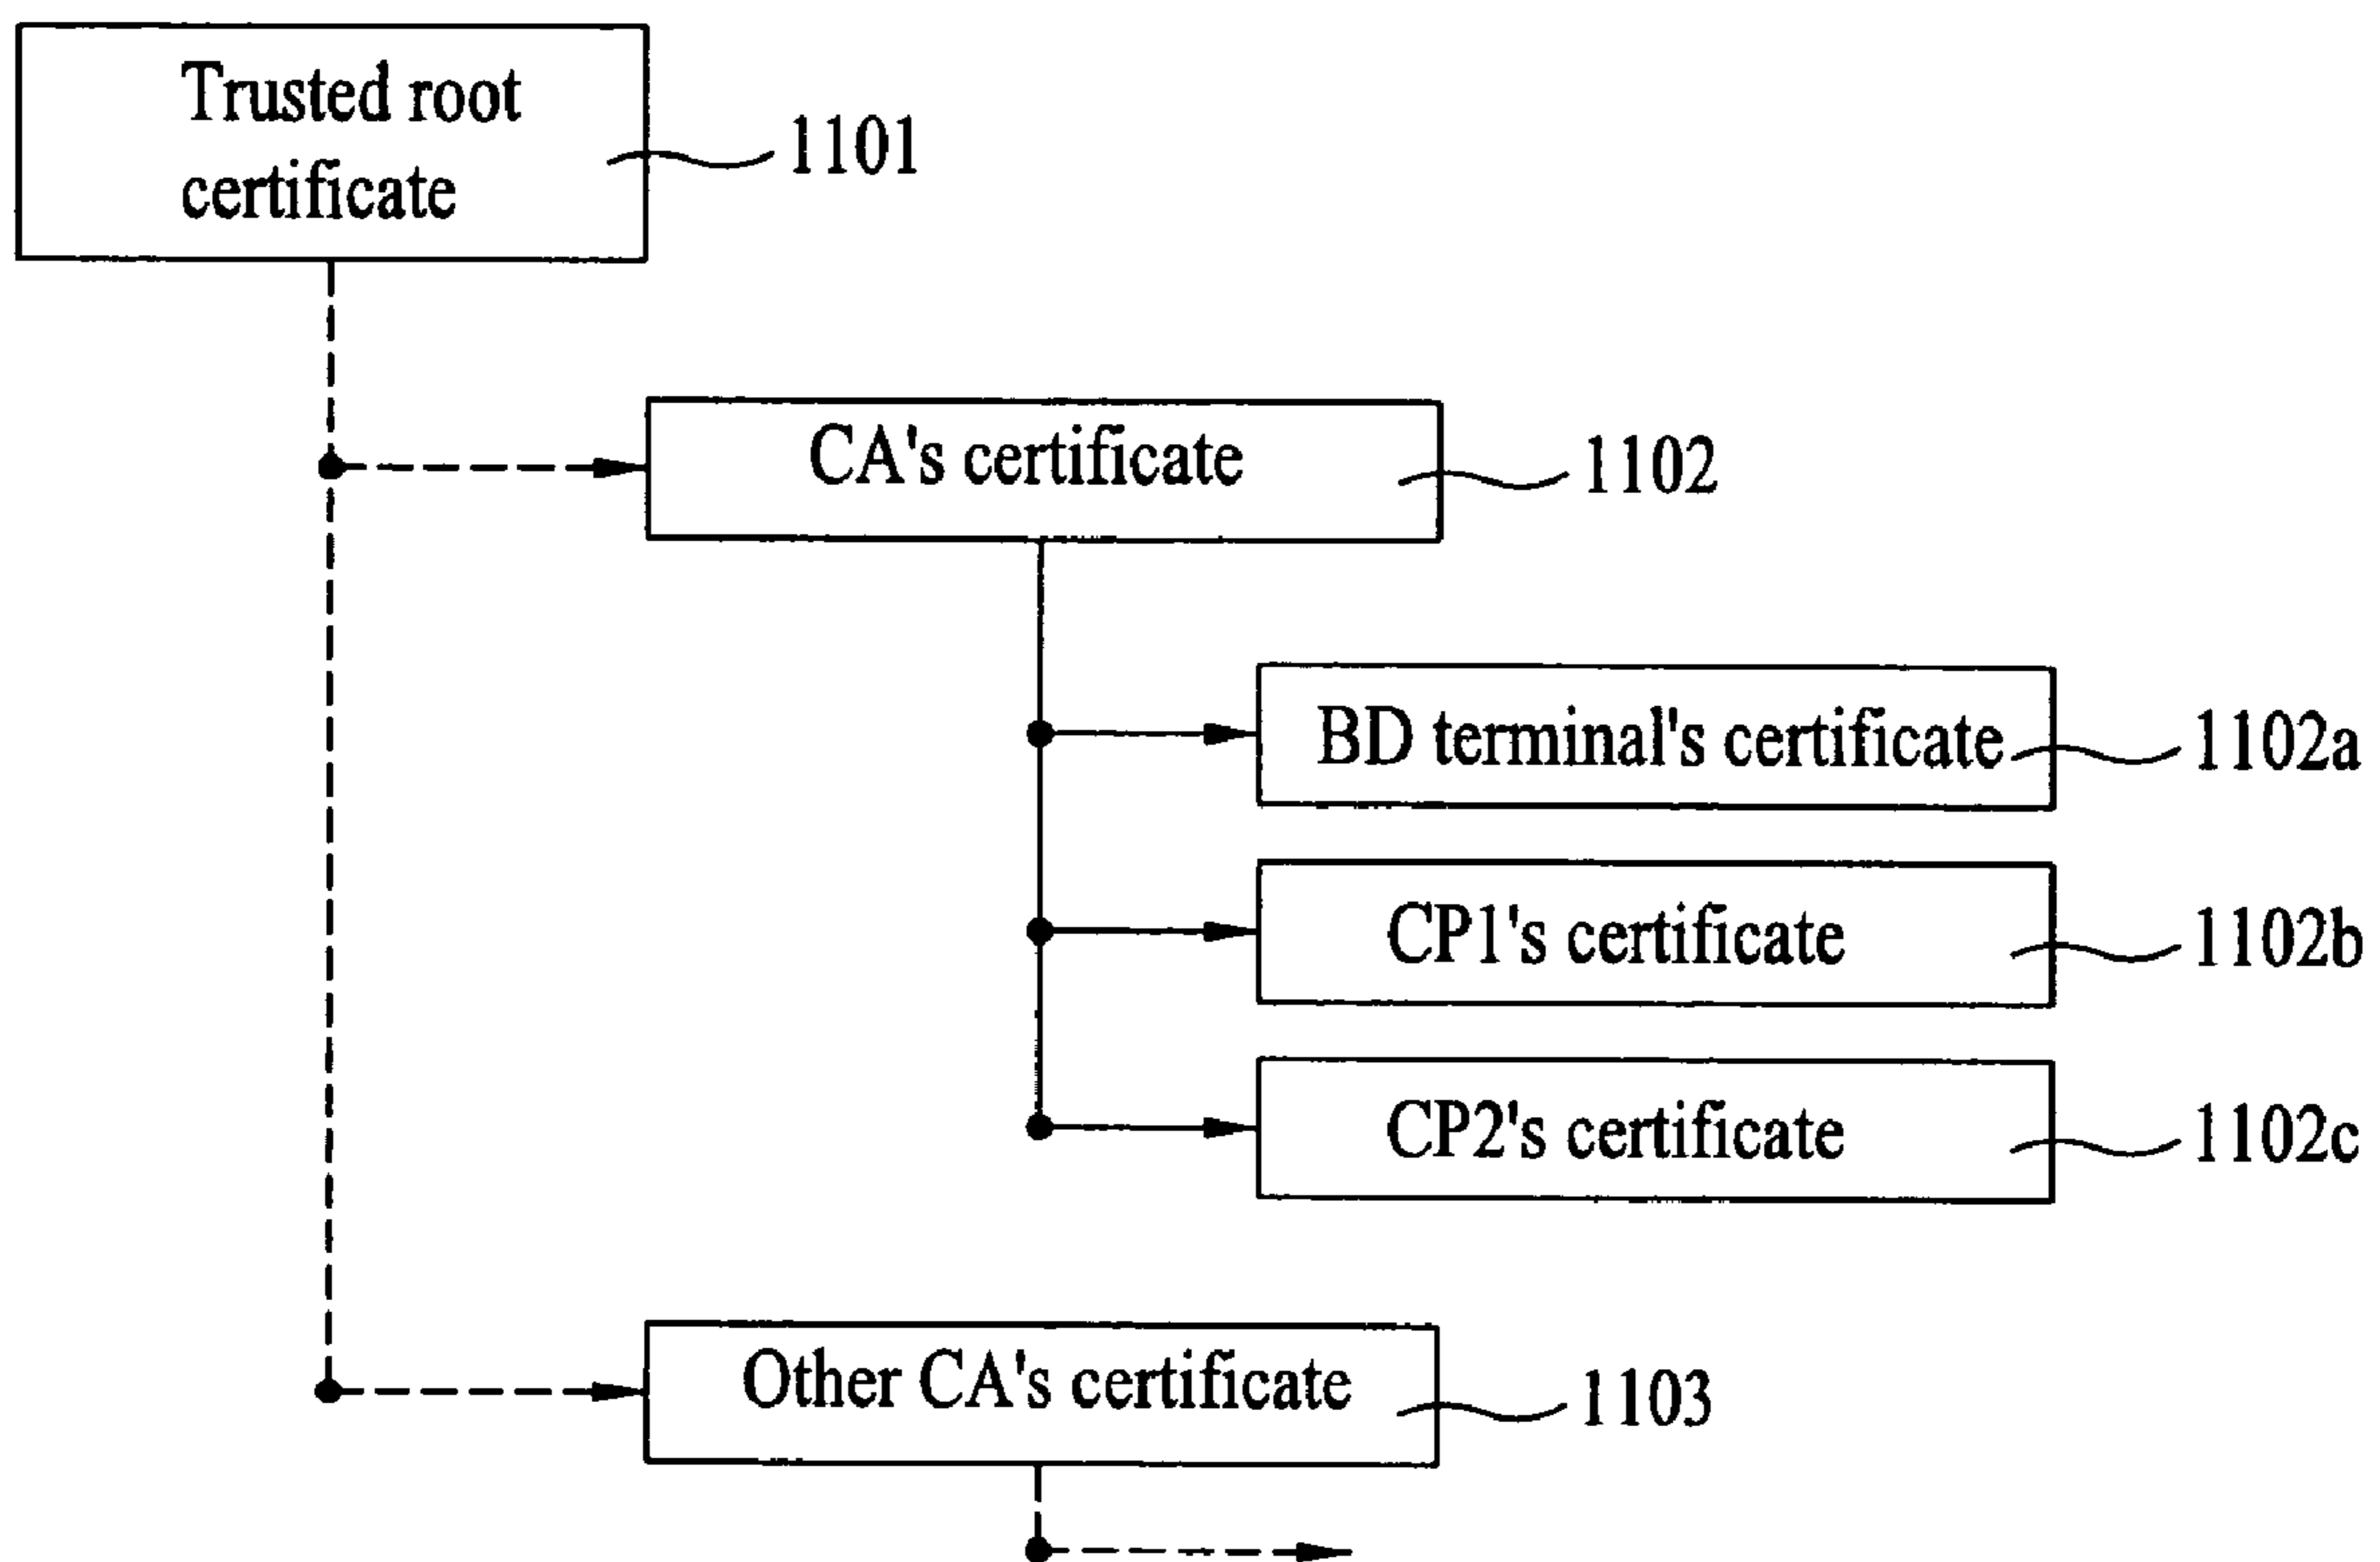 Trusted root
certificate
1101
CA's certificate
1102
BD terminal's certificate
1102a
CP1's certificate
1102b
CP2's certificate
1102c
Other CA's certificate
1103